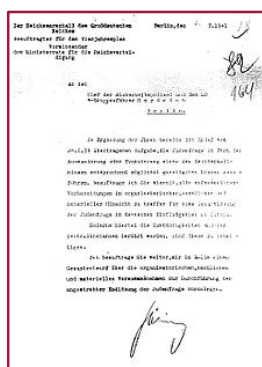 Der Reichsmarschall des Großdeutschen
Reiches
Beauftragter für den Vierjahresplan
Vorsitzender
des Ministerrats für die Reichsvertei-
digung
Berlin, den
An den
Chef der Sicherheitspolizei und des SD
Gruppenführer Heydrich
Berlin
In Ergänzung der Ihnen bereits mit Erlaß vom
übertragenen Aufgabe, die Judenfrage in Form der
Auswanderung oder Evakuierung einer den Zeitverhält-
nissen entsprechend möglichst günstigsten Lösung zuzu-
führen, beauftrage ich Sie hiermit, alle erforderlichen
Vorbereitungen in organisatorischer, sachlicher und
materieller Hinsicht zu treffen für eine Gesamtlösung
der Judenfrage im deutschen Einflußgebiet in Europa.
Sofern hierbei die Zuständigkeiten anderer
Zentralinstanzen berührt werden, sind diese zu betei-
ligen.
Ich beauftrage Sie weiter, mir in Bälde einen
Gesamtentwurf über die organisatorischen, sachlichen
und materiellen Vorausmaßnahmen zur Durchführung der
angestrebten Endlösung der Judenfrage vorzulegen.